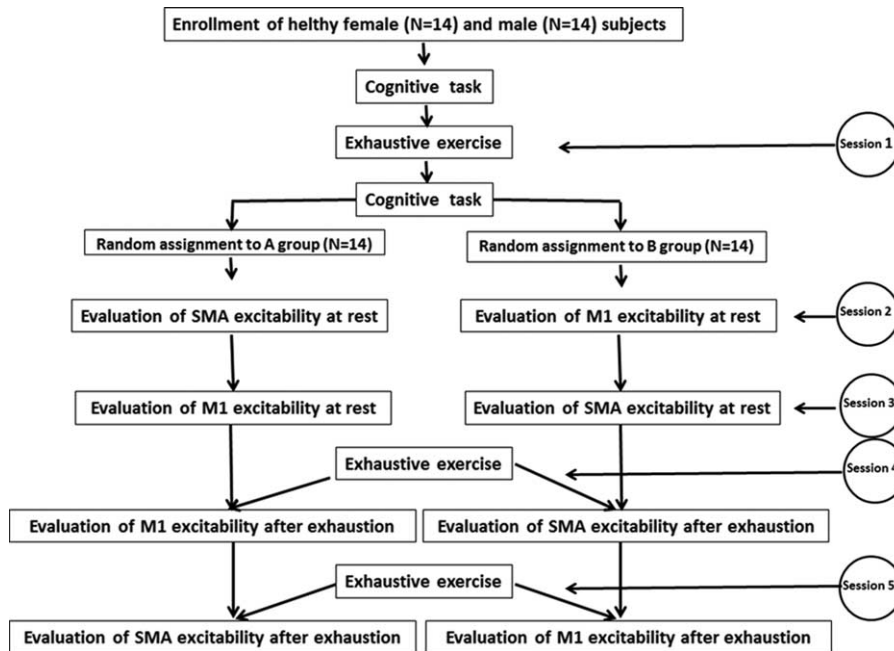 Enrollment of helthy female (N=14) and male (N=14) subjects
Cognitive task
Exhaustive exercise
Session 1
Cognitive task
Random assignment to A group (N=14)
Random assignment to B group (N=14)
Evaluation of SMA excitability at rest
Evaluation of M1 excitability at rest
Session 2
Evaluation of M1 excitability at rest
Evaluation of SMA excitability at rest
Session 3
Exhaustive exercise
Session 4
Evaluation of M1 excitability after exhaustion
Evaluation of SMA excitability after exhaustion
Exhaustive exercise
Session 5
Evaluation of SMA excitability after exhaustion
Evaluation of M1 excitability after exhaustion